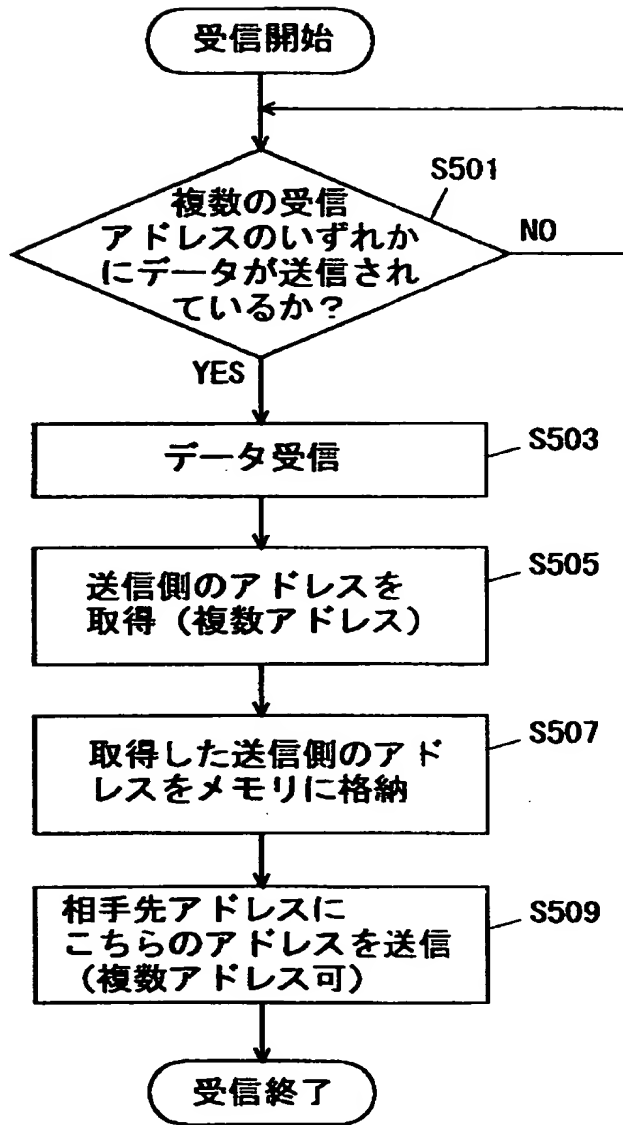 受信開始
S501
複数の受信
アドレスのいずれか
にデータが送信され
ているか？
NO
YES
データ受信
S503
送信側のアドレスを
取得（複数アドレス）
S505
取得した送信側のアド
レスをメモリに格納
S507
相手先アドレスに
こちらのアドレスを送信
（複数アドレス可）
S509
受信終了